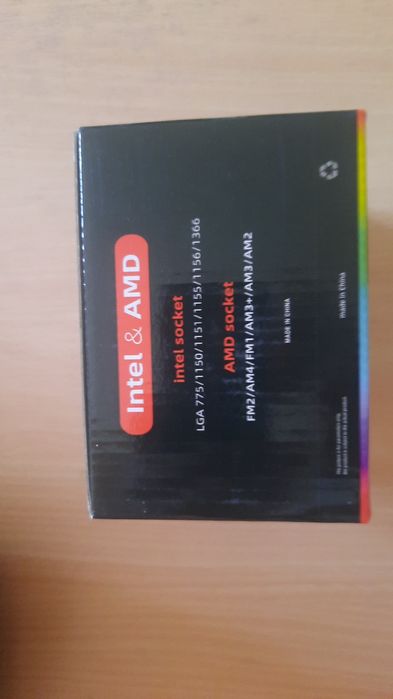 Intel & AMD
intel socket
LGA 775/1150/1151/1155/1156/1366
AMD socket
FM2/AM4/FM1/AM3+/AM3/AM2
MADE IN CHINA
made in China